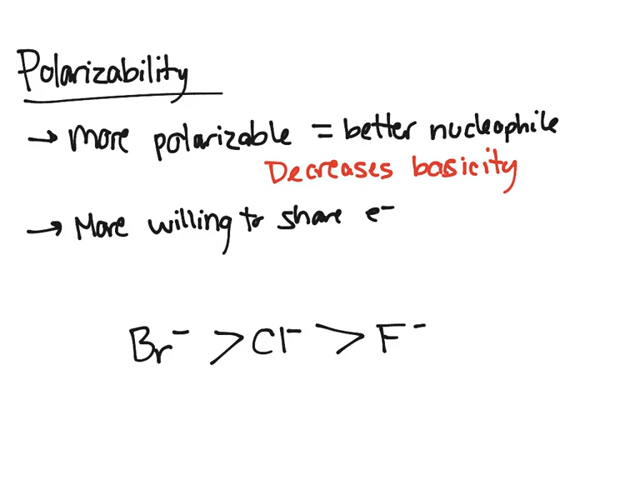 Polarizability
→ More polarizable = better nucleophile
Decreases basicity
→ More willing to share e⁻
Br⁻ > Cl⁻ > F⁻